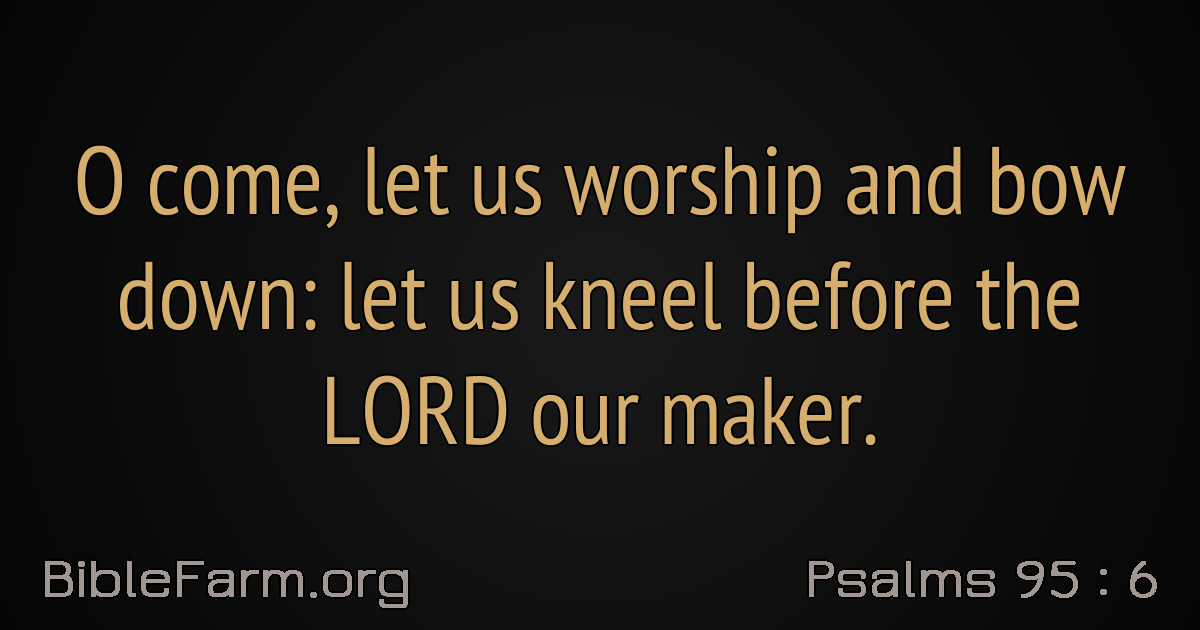 O come, let us worship and bow
down: let us kneel before the
LORD our maker.
BibleFarm.org
Psalms 95 : 6